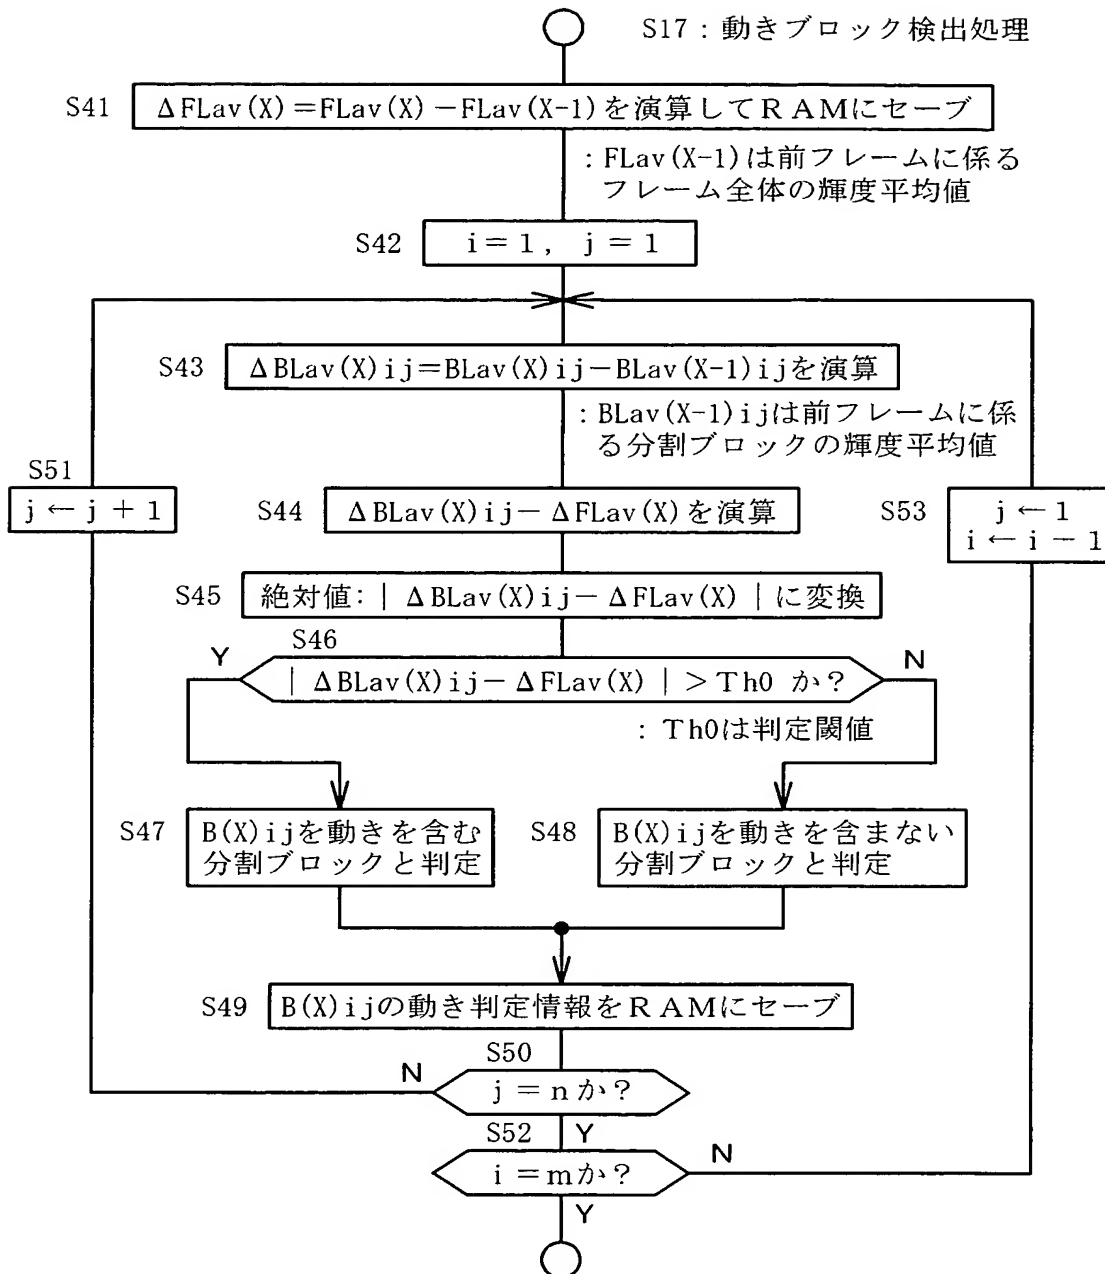 S17：動きブロック検出処理
S41
ΔFLav(X)=FLav(X)−FLav(X-1)を演算してＲＡＭにセーブ
：FLav(X-1)は前フレームに係る
フレーム全体の輝度平均値
S42
i＝1, j＝1
S43
ΔBLav(X)ij=BLav(X)ij−BLav(X-1)ijを演算
：BLav(X-1)ijは前フレームに係
る分割ブロックの輝度平均値
S51
j ← j + 1
S44
ΔBLav(X)ij− ΔFLav(X)を演算
S53
j ← 1
i ← i − 1
S45
絶対値：| ΔBLav(X)ij− ΔFLav(X) | に変換
S46
Y
| ΔBLav(X)ij− ΔFLav(X) | ＞Th0 か？
N
：Th0は判定閾値
S47
B(X)ijを動きを含む
分割ブロックと判定
S48
B(X)ijを動きを含まない
分割ブロックと判定
S49
B(X)ijの動き判定情報をＲＡＭにセーブ
S50
N
j ＝n か？
Y
S52
i ＝mか？
N
Y